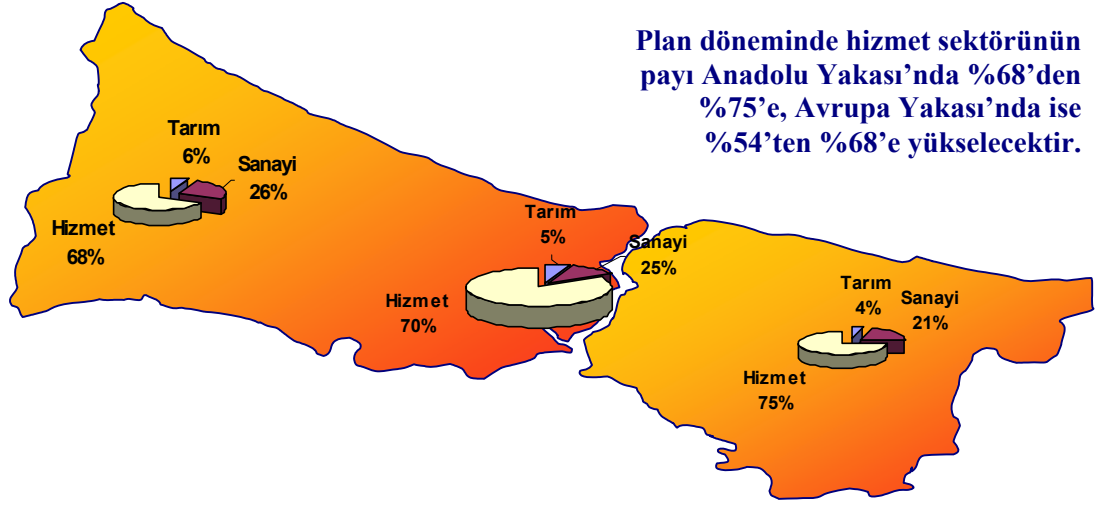 Plan döneminde hizmet sektörünün
payı Anadolu Yakası’nda %68’den
%75’e, Avrupa Yakası’nda ise
%54’ten %68’e yükselecektir.
Tarım
6%
Sanayi
26%
Hizmet
68%
Tarım
5%
Sanayi
25%
Hizmet
70%
Tarım
4%
Sanayi
21%
Hizmet
75%